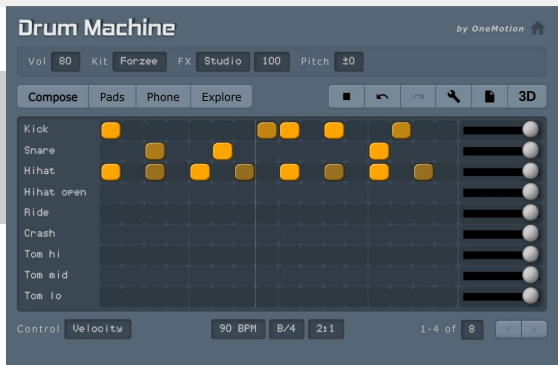 Drum Machine by OneMotion
Vol 80 Kit Forzee FX Studio 100 Pitch ±0
Compose Pads Phone Explore 3D
Kick
Snare
Hihat
Hihat open
Ride
Crash
Tom hi
Tom mid
Tom lo
Control Velocity 90 BPM B/4 2:1 1-4 of 8